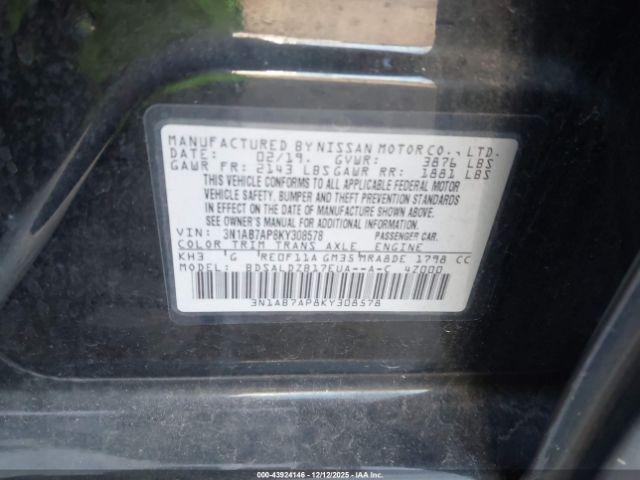 MANUFACTURED BY NISSAN MOTOR CO., LTD.
DATE: 02/19. GVWR: 3876 LBS
GAWR FR: 2143 LBS GAWR RR: 1881 LBS
THIS VEHICLE CONFORMS TO ALL APPLICABLE FEDERAL MOTOR
VEHICLE SAFETY, BUMPER AND THEFT PREVENTION STANDARDS
IN EFFECT ON THE DATE OF MANUFACTURE SHOWN ABOVE.
SEE OWNER'S MANUAL FOR ADDITIONAL INFORMATION.
VIN: 3N1AB7AP8KY308578 PASSENGER CAR.
COLOR TRIM TRANS AXLE ENGINE
KH3 G RE0F11A GM35 MRA8DE 1798 CC
MODEL: BDSALDZB17EUA--A-C 42000
3N1AB7AP8KY308578
000-43924146 - 12/12/2025 -